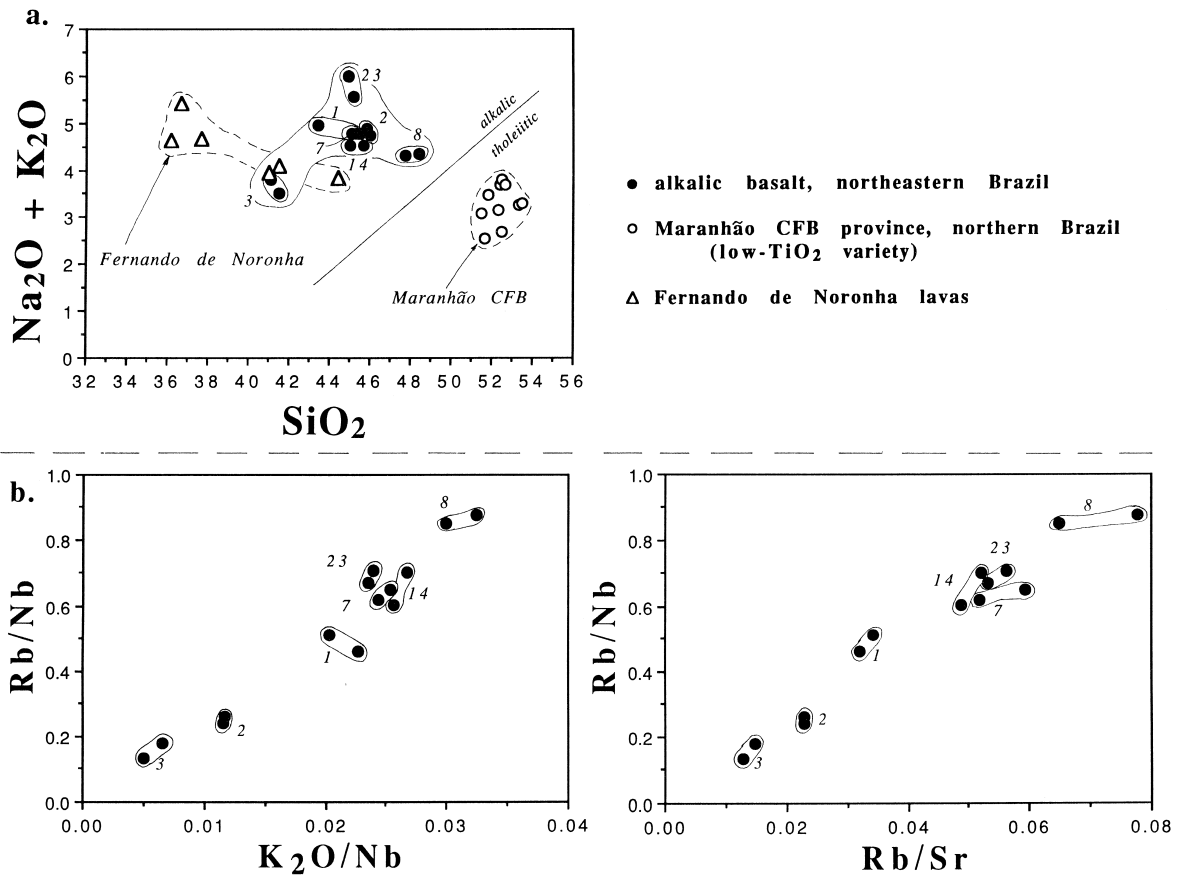 a.
7
6
5
4
3
2
1
0
Na2O + K2O
32 34 36 38 40 42 44 46 48 50 52 54 56
SiO2
23
1
2
8
7
14
3
alkalic
tholeiitic
Fernando de Noronha
Maranhão CFB
● alkalic basalt, northeastern Brazil
○ Maranhão CFB province, northern Brazil
(low-TiO2 variety)
△ Fernando de Noronha lavas
b.
1.0
0.8
0.6
0.4
0.2
0.0
Rb/Nb
0.00 0.01 0.02 0.03 0.04
K2O/Nb
8
23
14
7
1
2
3
1.0
0.8
0.6
0.4
0.2
0.0
Rb/Nb
0.00 0.02 0.04 0.06 0.08
Rb/Sr
8
23
14
7
1
2
3